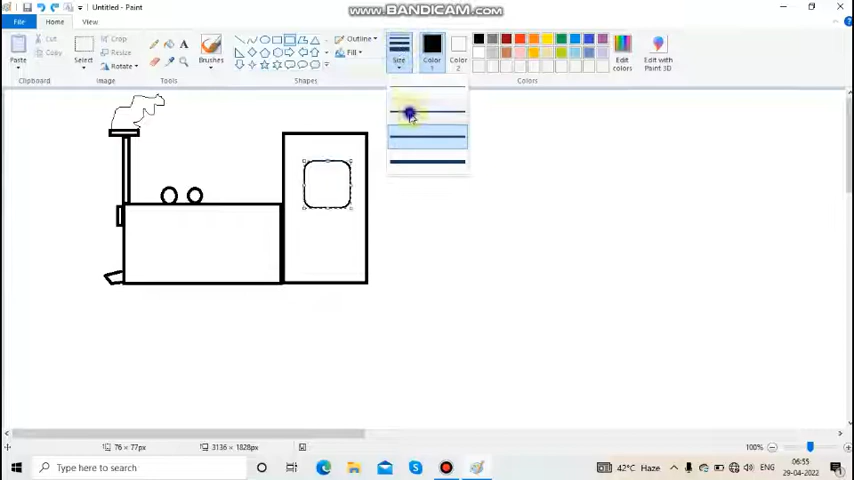 www.BANDICAM.com
Untitled - Paint
File
Home
View
Paste
Cut
Copy
Clipboard
Select
Crop
Resize
Rotate
Image
Tools
Brushes
Outline
Fill
Shapes
Size
Color 1
Color 2
Colors
Edit colors
Edit with Paint 3D
76 × 77px
3136 × 1828px
100%
Type here to search
42°C Haze
ENG
06:55
29-04-2022